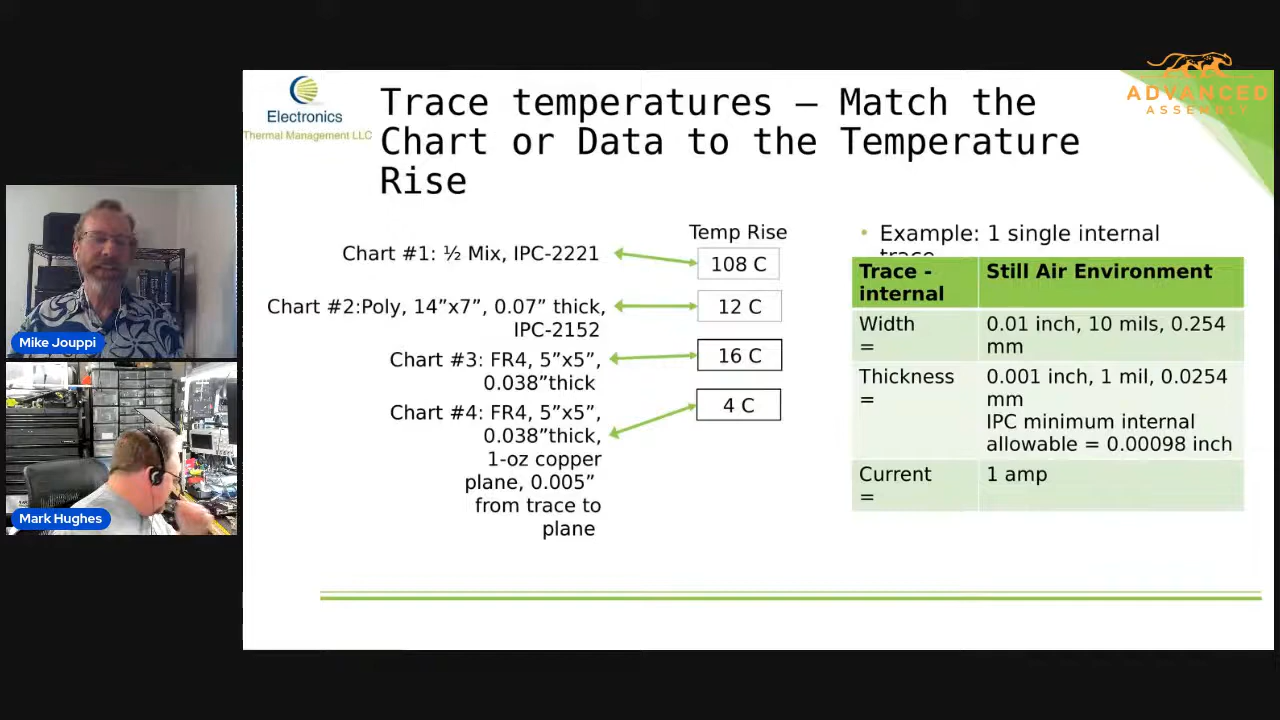 Electronics
Thermal Management LLC
ADVANCED
ASSEMBLY
Trace temperatures – Match the
Chart or Data to the Temperature
Rise
Temp Rise
Chart #1: ½ Mix, IPC-2221
108 C
Chart #2:Poly, 14”x7”, 0.07” thick,
IPC-2152
12 C
Chart #3: FR4, 5”x5”,
0.038”thick
16 C
Chart #4: FR4, 5”x5”,
0.038”thick,
1-oz copper
plane, 0.005”
from trace to
plane
4 C
• Example: 1 single internal
trace
Trace -
internal
Still Air Environment
Width
=
0.01 inch, 10 mils, 0.254
mm
Thickness
=
0.001 inch, 1 mil, 0.0254
mm
IPC minimum internal
allowable = 0.00098 inch
Current
=
1 amp
Mike Jouppi
Mark Hughes